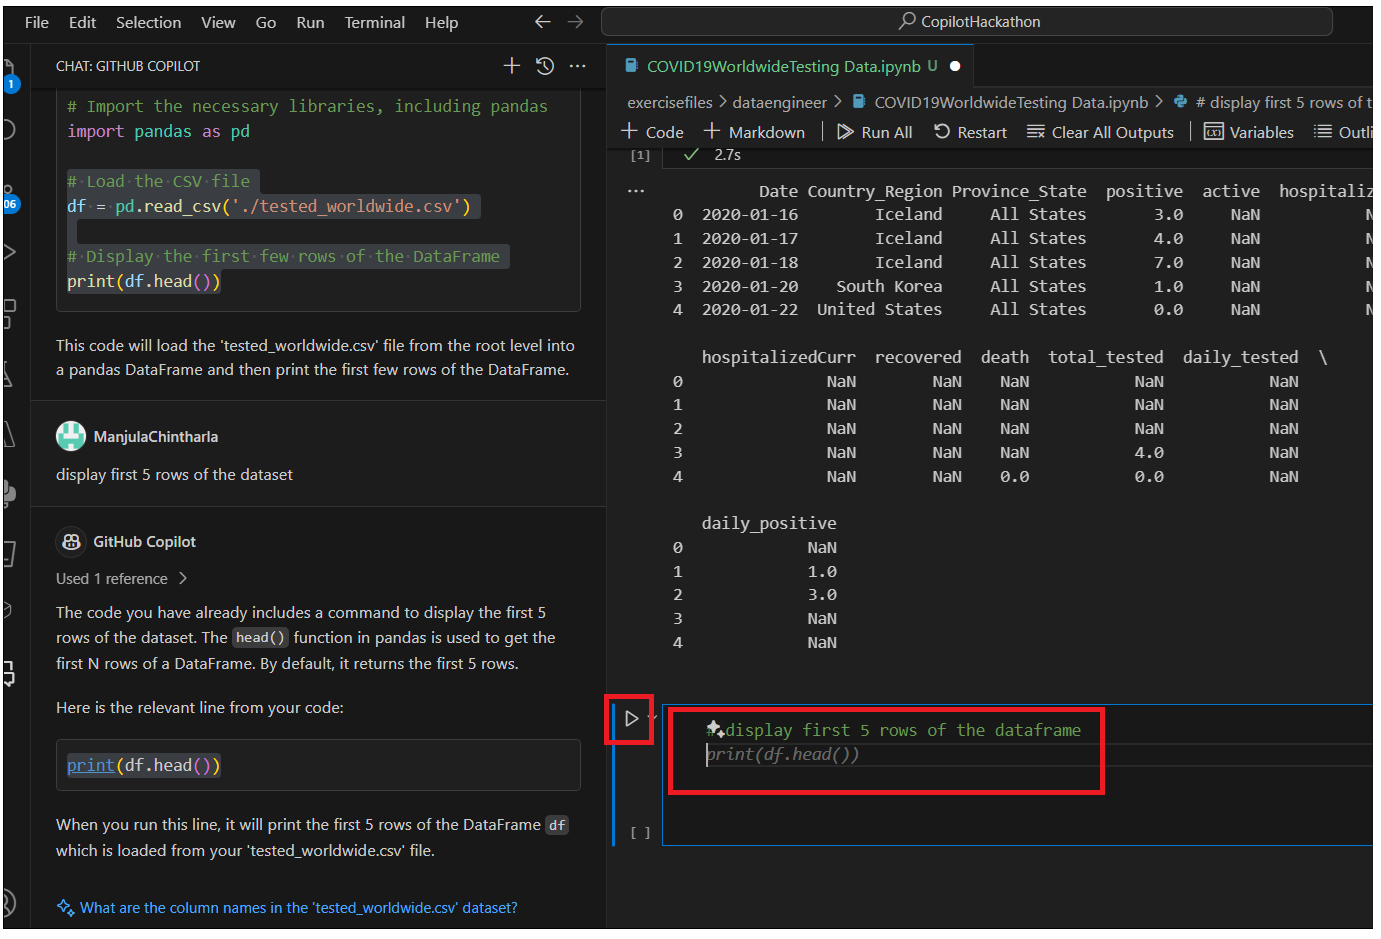 File Edit Selection View Go Run Terminal Help
CopilotHackathon
CHAT: GITHUB COPILOT
# Import the necessary libraries, including pandas
import pandas as pd
# Load the CSV file
df = pd.read_csv('./tested_worldwide.csv')
# Display the first few rows of the DataFrame
print(df.head())
This code will load the 'tested_worldwide.csv' file from the root level into
a pandas DataFrame and then print the first few rows of the DataFrame.
ManjulaChintharla
display first 5 rows of the dataset
GitHub Copilot
Used 1 reference
The code you have already includes a command to display the first 5
rows of the dataset. The head() function in pandas is used to get the
first N rows of a DataFrame. By default, it returns the first 5 rows.
Here is the relevant line from your code:
print(df.head())
When you run this line, it will print the first 5 rows of the DataFrame df
which is loaded from your 'tested_worldwide.csv' file.
What are the column names in the 'tested_worldwide.csv' dataset?
1
06
COVID19WorldwideTesting Data.ipynb U
exercisefiles > dataengineer > COVID19WorldwideTesting Data.ipynb > # display first 5 rows of t
+ Code + Markdown Run All Restart Clear All Outputs Variables Outli
[1] 2.7s
Date Country_Region Province_State positive active hospitaliz
0 2020-01-16 Iceland All States 3.0 NaN N
1 2020-01-17 Iceland All States 4.0 NaN N
2 2020-01-18 Iceland All States 7.0 NaN N
3 2020-01-20 South Korea All States 1.0 NaN N
4 2020-01-22 United States All States 0.0 NaN N
hospitalizedCurr recovered death total_tested daily_tested \
0 NaN NaN NaN NaN NaN
1 NaN NaN NaN NaN NaN
2 NaN NaN NaN NaN NaN
3 NaN NaN NaN 4.0 NaN
4 NaN NaN 0.0 0.0 NaN
daily_positive
0 NaN
1 1.0
2 3.0
3 NaN
4 NaN
# display first 5 rows of the dataframe
print(df.head())
[ ]